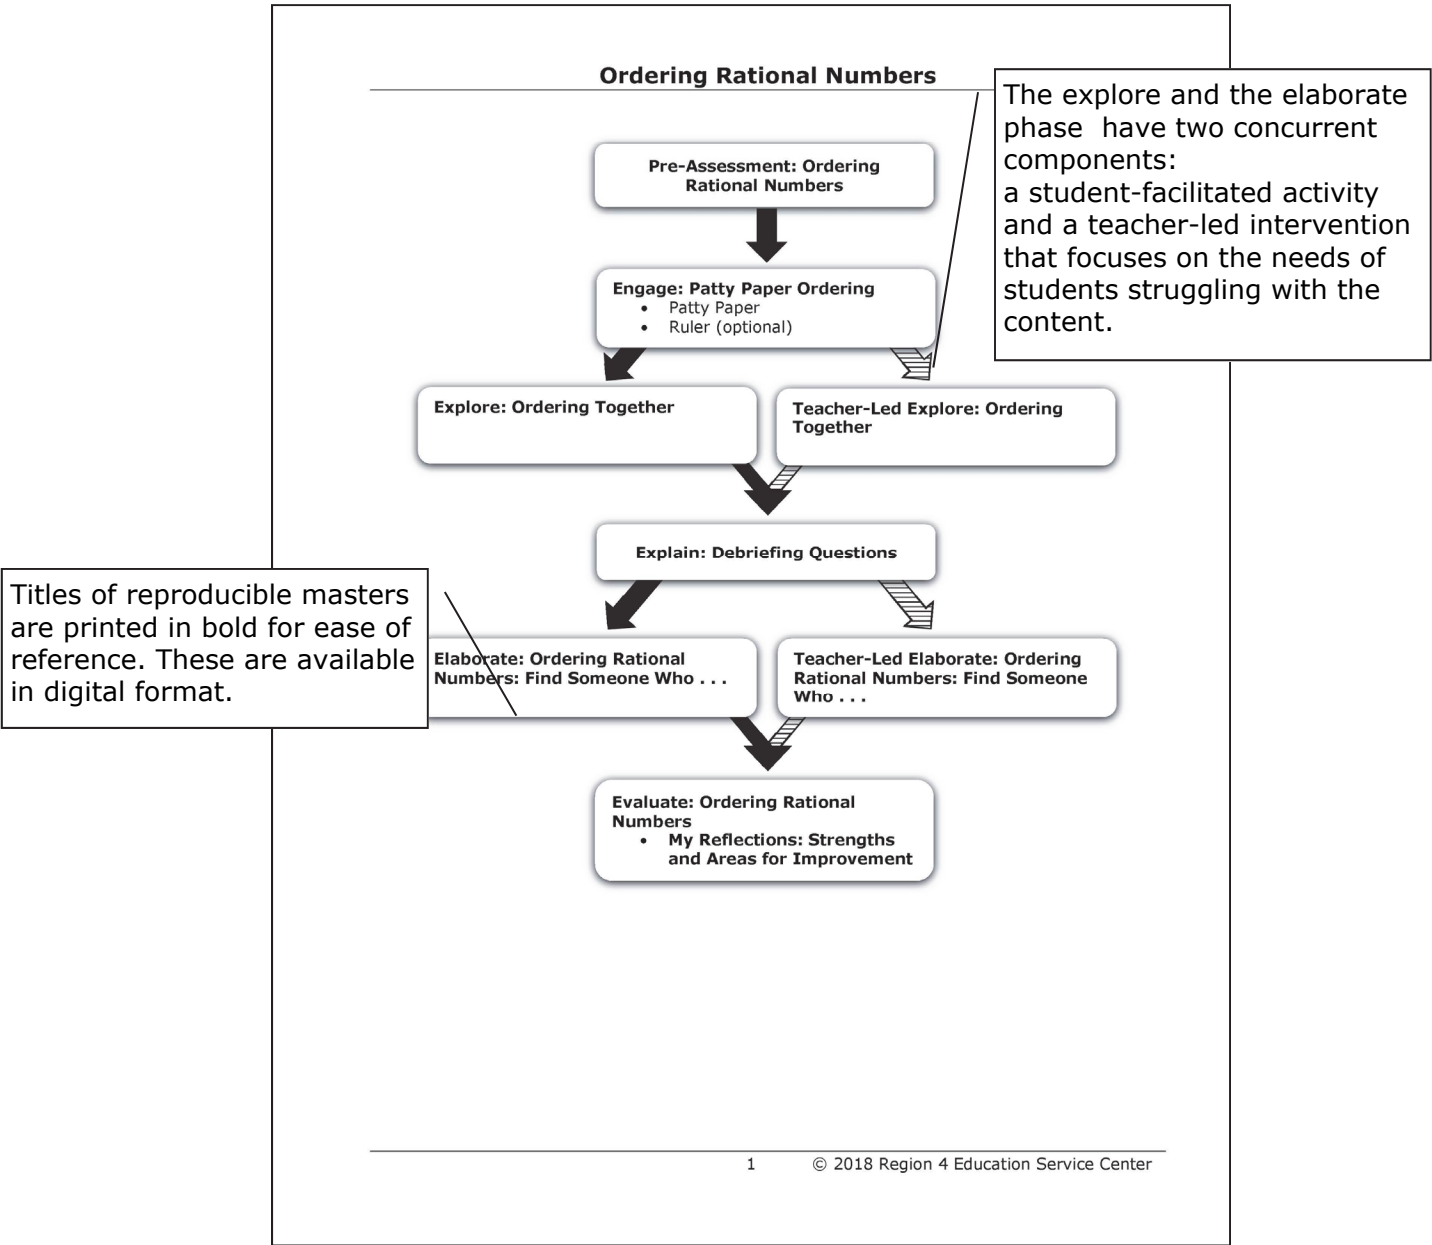 Ordering Rational Numbers
The explore and the elaborate
phase have two concurrent
components:
a student-facilitated activity
and a teacher-led intervention
that focuses on the needs of
students struggling with the
content.
Pre-Assessment: Ordering
Rational Numbers
Engage: Patty Paper Ordering
• Patty Paper
• Ruler (optional)
Explore: Ordering Together
Teacher-Led Explore: Ordering
Together
Explain: Debriefing Questions
Titles of reproducible masters
are printed in bold for ease of
reference. These are available
in digital format.
Elaborate: Ordering Rational
Numbers: Find Someone Who . . .
Teacher-Led Elaborate: Ordering
Rational Numbers: Find Someone
Who . . .
Evaluate: Ordering Rational
Numbers
• My Reflections: Strengths
and Areas for Improvement
1 © 2018 Region 4 Education Service Center